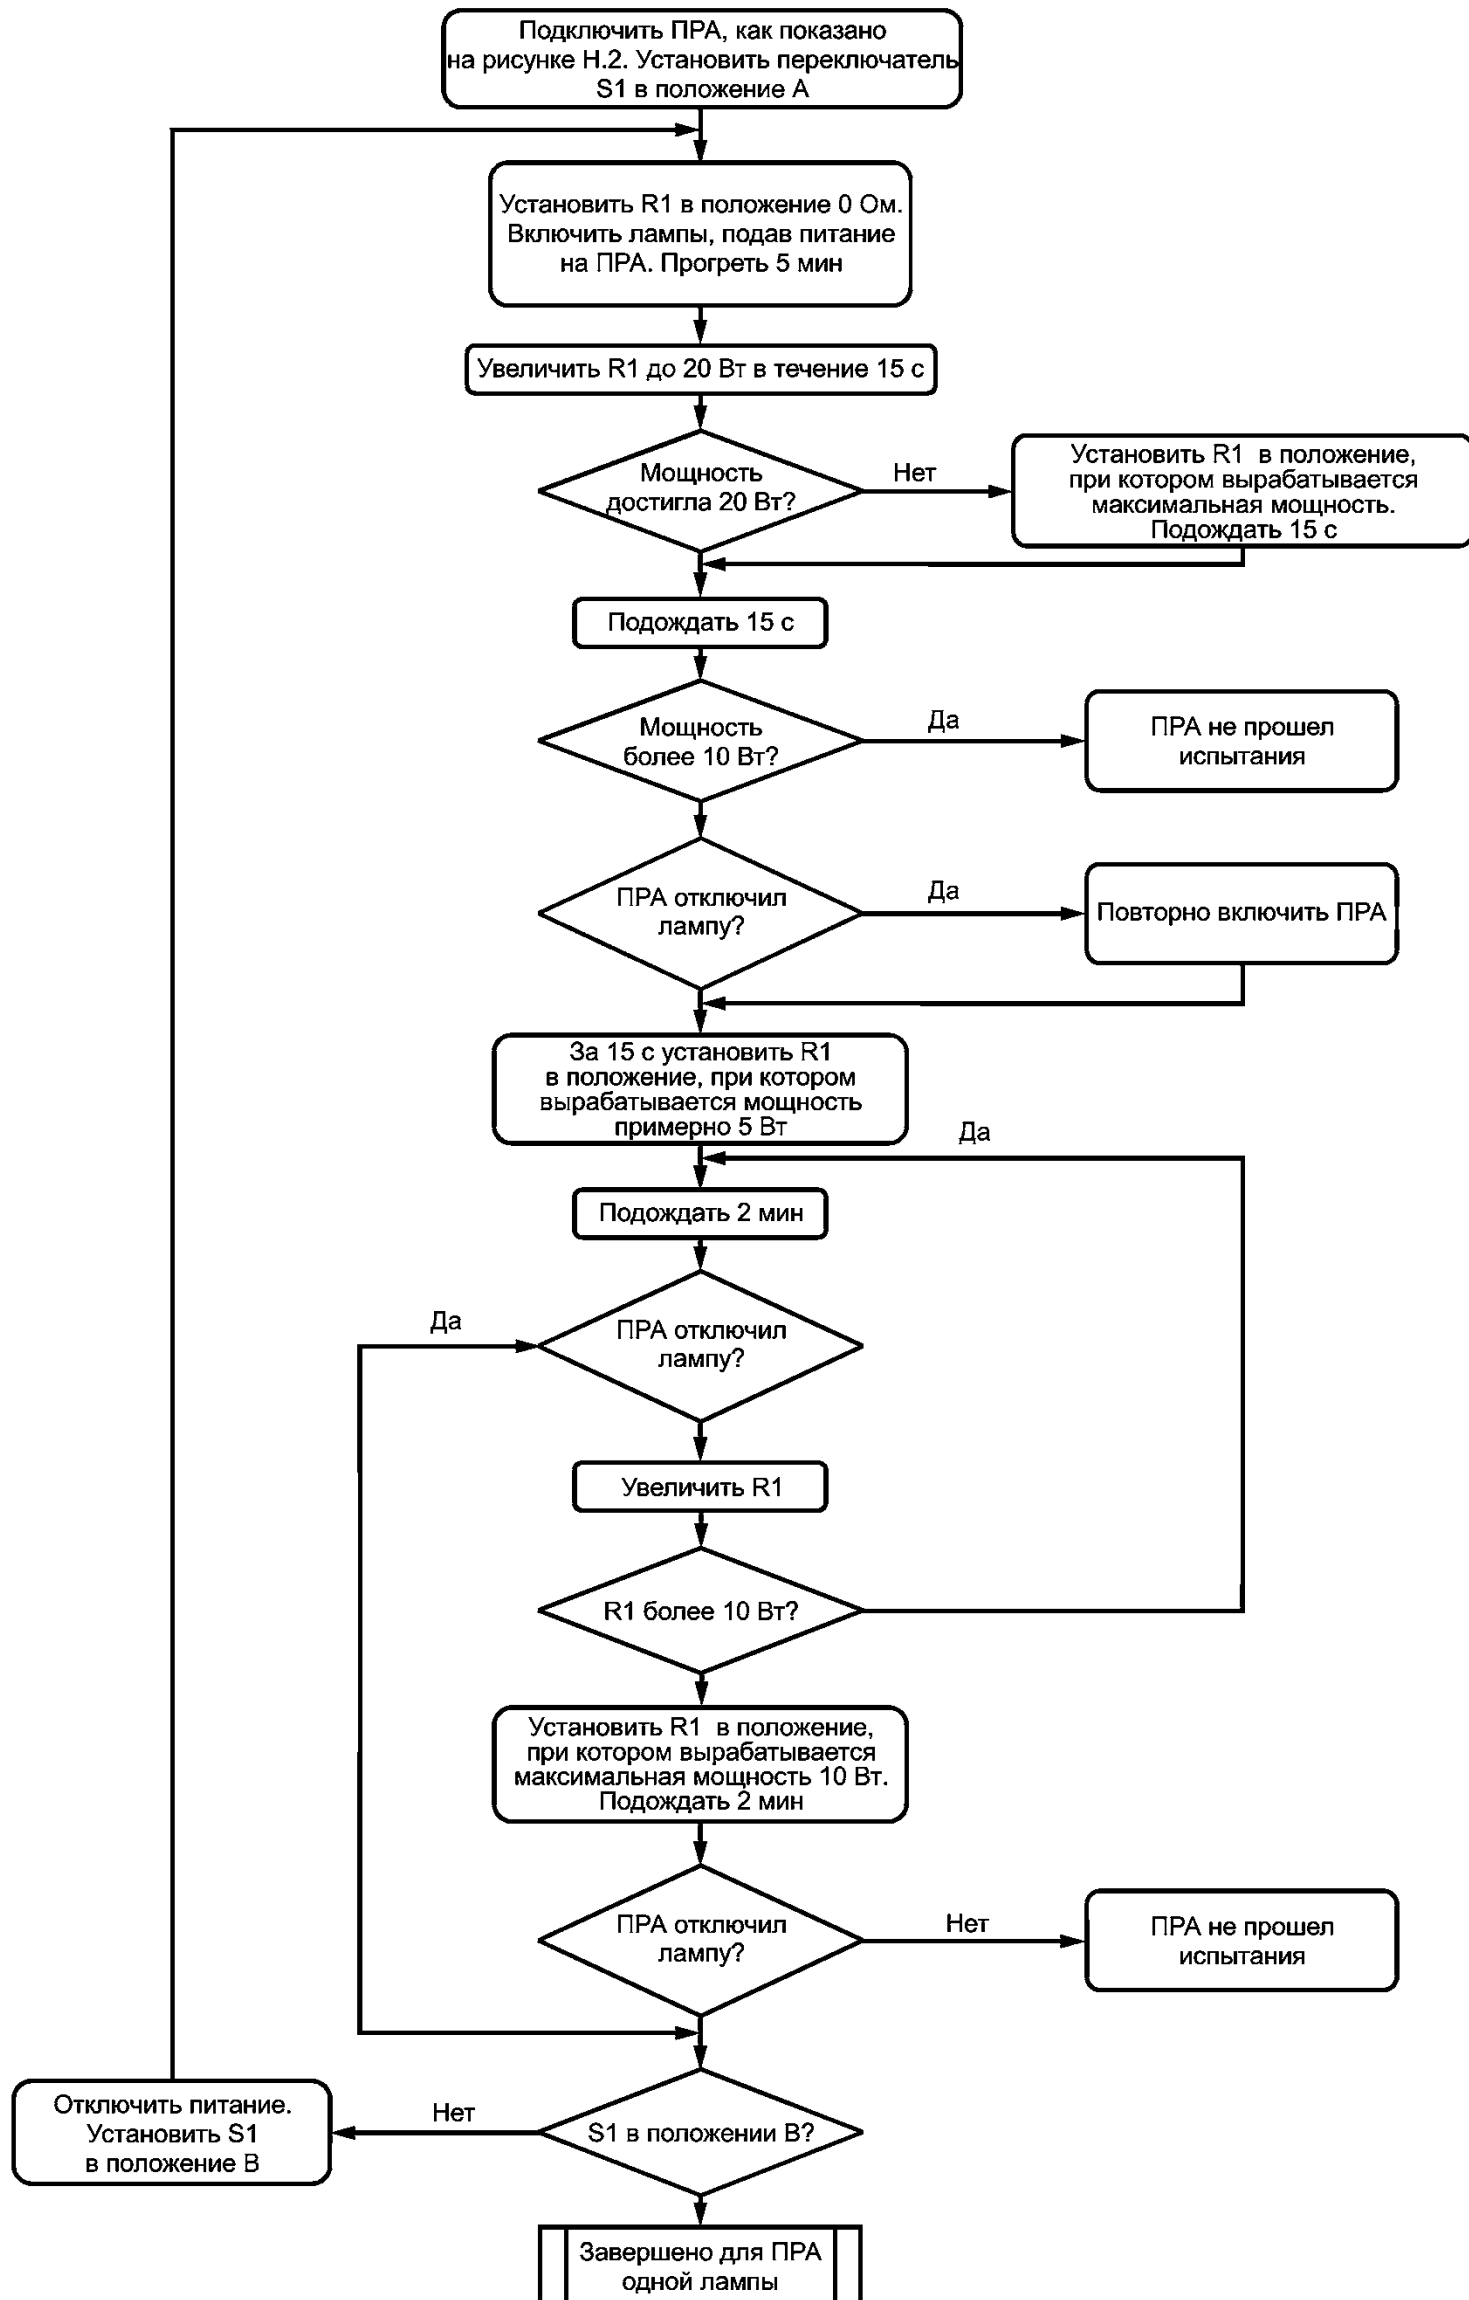 Подключить ПРА, как показано
на рисунке Н.2. Установить переключатель
S1 в положение А
Установить R1 в положение 0 Ом.
Включить лампы, подав питание
на ПРА. Прогреть 5 мин
Увеличить R1 до 20 Вт в течение 15 с
Мощность
достигла 20 Вт?
Нет
Установить R1 в положение,
при котором вырабатывается
максимальная мощность.
Подождать 15 с
Подождать 15 с
Мощность
более 10 Вт?
Да
ПРА не прошел
испытания
ПРА отключил
лампу?
Да
Повторно включить ПРА
За 15 с установить R1
в положение, при котором
вырабатывается мощность
примерно 5 Вт
Да
Подождать 2 мин
Да
ПРА отключил
лампу?
Увеличить R1
R1 более 10 Вт?
Установить R1 в положение,
при котором вырабатывается
максимальная мощность 10 Вт.
Подождать 2 мин
ПРА отключил
лампу?
Нет
ПРА не прошел
испытания
Отключить питание.
Установить S1
в положение В
Нет
S1 в положении В?
Завершено для ПРА
одной лампы